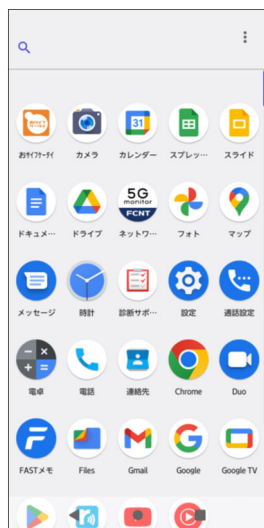 おサイフケータイ カメラ カレンダー スプレッ… スライド
31
ドキュメ… ドライブ ネットワ… フォト マップ
5G
monitor
FCNT
メッセージ 時計 診断サポ… 設定 通話設定
電卓 電話 連絡先 Chrome Duo
FASTメモ Files Gmail Google Google TV